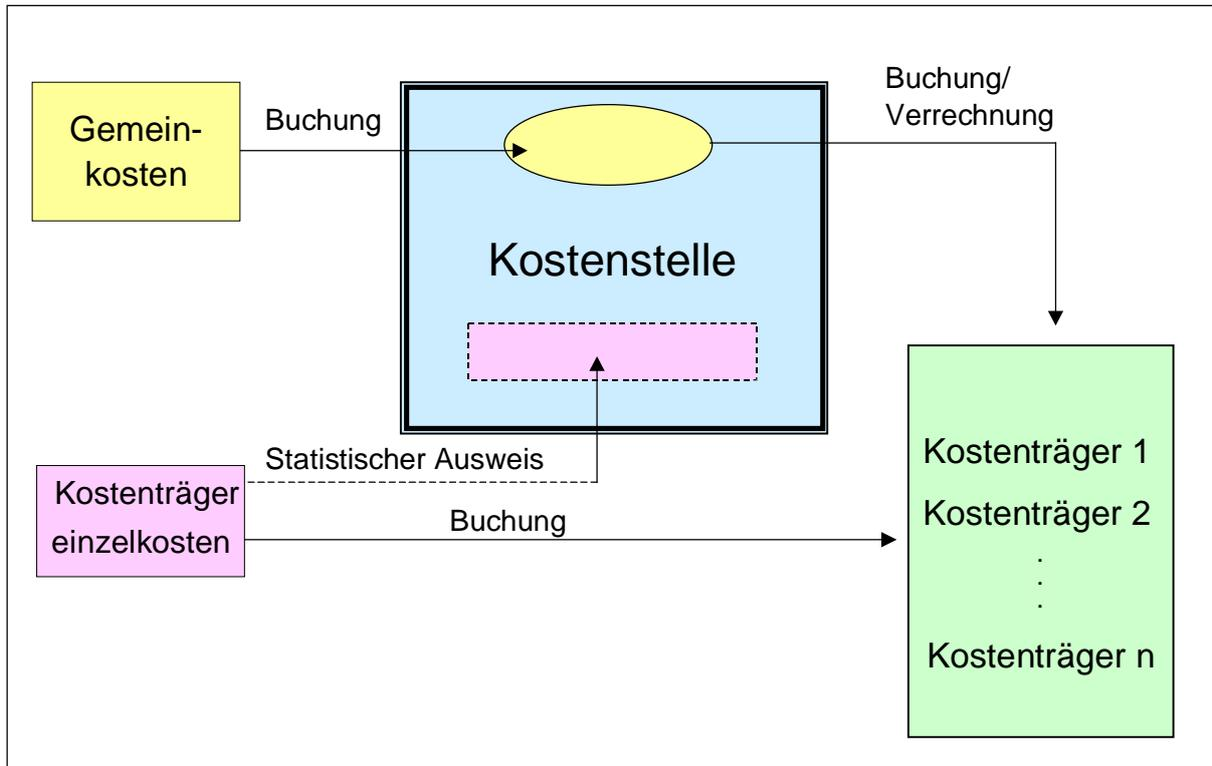 Gemein-
kosten
Buchung
Buchung/
Verrechnung
Kostenstelle
Statistischer Ausweis
Kostenträger
einzelkosten
Buchung
Kostenträger 1
Kostenträger 2
.
.
.
Kostenträger n